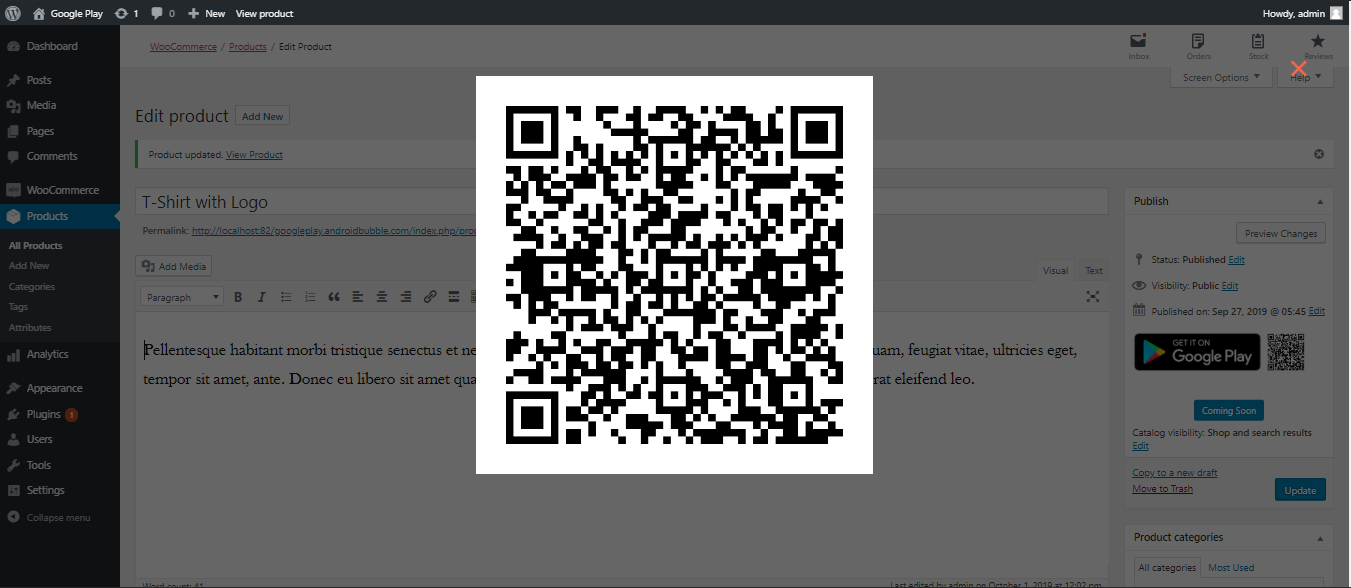 Google Play 1 0 New View product
Howdy, admin
Dashboard
Posts
Media
Pages
Comments
WooCommerce
Products
All Products
Add New
Categories
Tags
Attributes
Analytics
Appearance
Plugins 1
Users
Tools
Settings
Collapse menu
WooCommerce / Products / Edit Product
Inbox
Orders
Stock
Reviews
Screen Options
Help
Edit product Add New
Product updated. View Product
T-Shirt with Logo
Permalink: http://localhost:82/googleplay.androidbubble.com/index.php/pro
Add Media
Visual Text
Paragraph
Pellentesque habitant morbi tristique senectus et ne uam, feugiat vitae, ultricies eget,
tempor sit amet, ante. Donec eu libero sit amet qua rat eleifend leo.
Word count: 41
Last edited by admin on October 1, 2019 at 12:02 pm
Publish
Preview Changes
Status: Published Edit
Visibility: Public Edit
Published on: Sep 27, 2019 @ 05:45 Edit
GET IT ON
Google Play
Coming Soon
Catalog visibility: Shop and search results
Edit
Copy to a new draft
Move to Trash
Update
Product categories
All categories Most Used